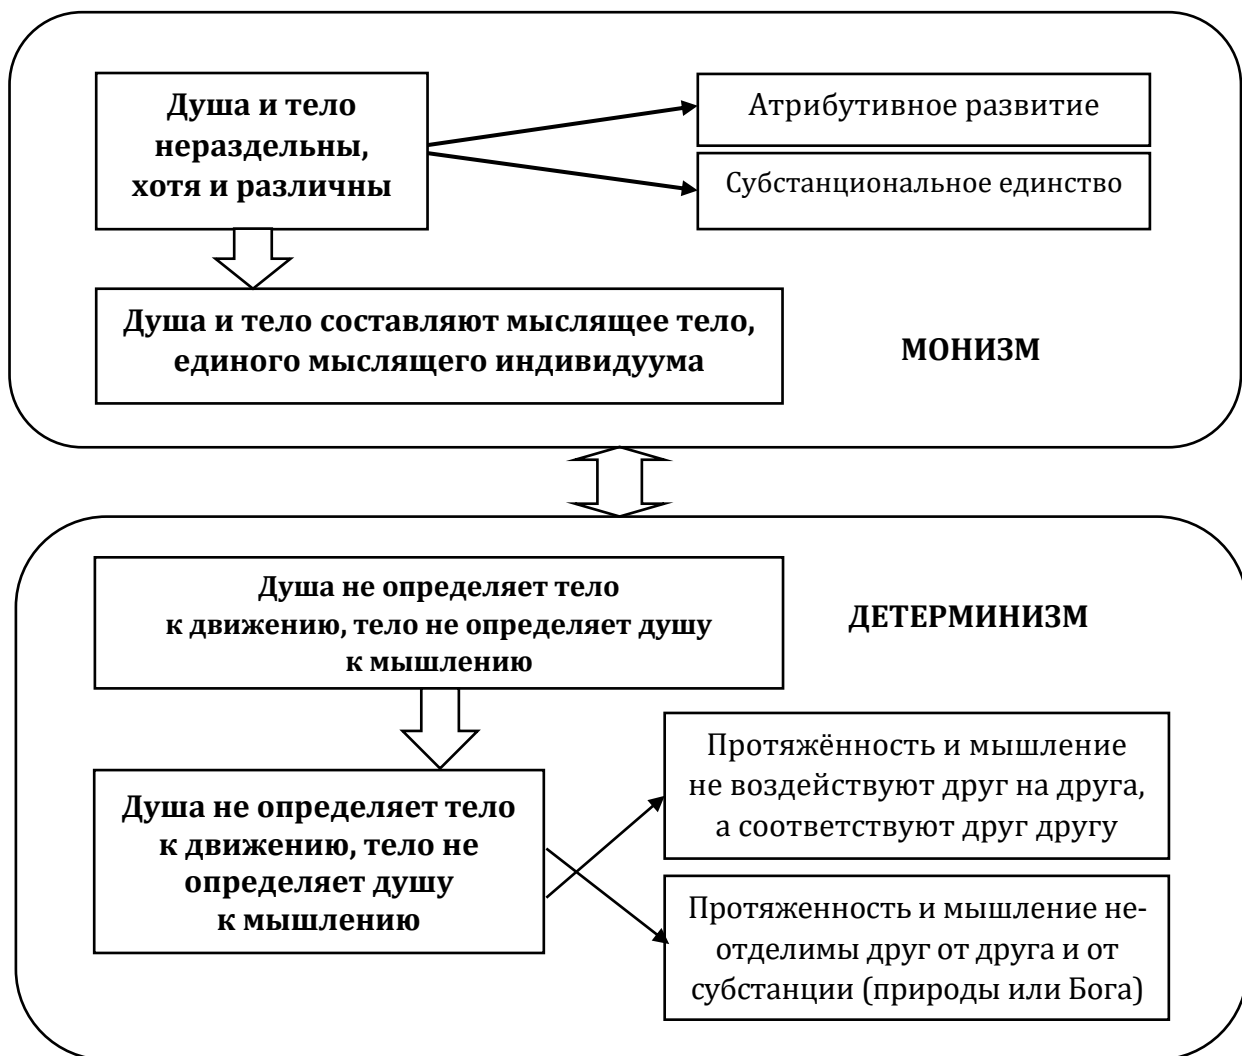 Душа и тело
нераздельны,
хотя и различны
Атрибутивное развитие
Субстанциональное единство
Душа и тело составляют мыслящее тело,
единого мыслящего индивидуума
МОНИЗМ
Душа не определяет тело
к движению, тело не определяет душу
к мышлению
ДЕТЕРМИНИЗМ
Душа не определяет тело
к движению, тело не
определяет душу
к мышлению
Протяжённость и мышление
не воздействуют друг на друга,
а соответствуют друг другу
Протяженность и мышление не-
отделимы друг от друга и от
субстанции (природы или Бога)